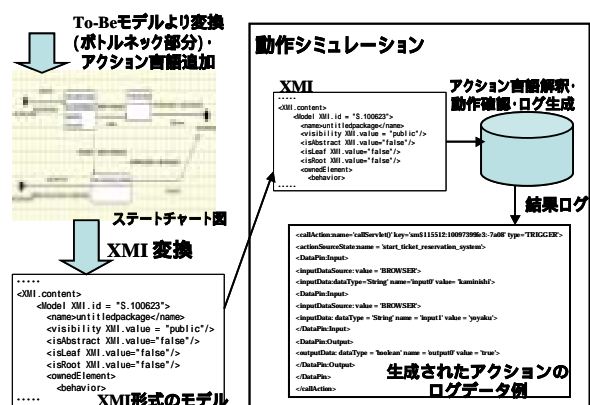 To-Beモデルより変換
(ボトルネック部分)・
アクション言語追加
ステートチャート図
XMI 変換
.....
<XMI.content>
<Model XMI.id = "S.100623">
<name>untitledpackage</name>
<visibility XMI.value = "public"/>
<isAbstract XMI.value="false"/>
<isLeaf XMI.value="false"/>
<isRoot XMI.value="false"/>
<ownedElement>
<behavior>
.....
XMI形式のモデル
動作シミュレーション
XMI
.....
<XMI.content>
<Model XMI.id = "S.100623">
<name>untitledpackage</name>
<visibility XMI.value = "public"/>
<isAbstract XMI.value="false"/>
<isLeaf XMI.value="false"/>
<isRoot XMI.value="false"/>
<ownedElement>
<behavior>
.....
アクション言語解釈・
動作確認・ログ生成
結果ログ
<callAction:name='callServlet()' type='TRIGGER'>
<actionSourceState:name = 'start_ticket_reservation_system'>
<DataPin:Input>
<inputDataSource: value = 'BROWSER'>
<inputData:dataType='String' name='input0' value= 'kaminishi'>
<DataPin:Input>
<inputDataSource: value = 'BROWSER'>
<inputData: dataType = 'String' name = 'input1' value = 'yoyaku'>
</DataPin:Input>
<DataPin:Output>
<outputData: dataType = 'boolean' name = 'output0' value = 'true'>
</DataPin:Output>
</DataPin>
</callAction>
生成されたアクションの
ログデータ例